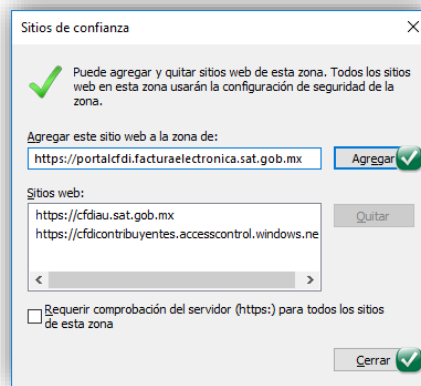 Sitios de confianza
Puede agregar y quitar sitios web de esta zona. Todos los sitios
web en esta zona usarán la configuración de seguridad de la
zona.
Agregar este sitio web a la zona de:
https://portalcfdi.facturaelectronica.sat.gob.mx
Agregar
Sitios web:
https://cfdiau.sat.gob.mx
https://cfdicontribuyentes.accesscontrol.windows.ne
Quitar
Requerir comprobación del servidor (https:) para todos los sitios
de esta zona
Cerrar